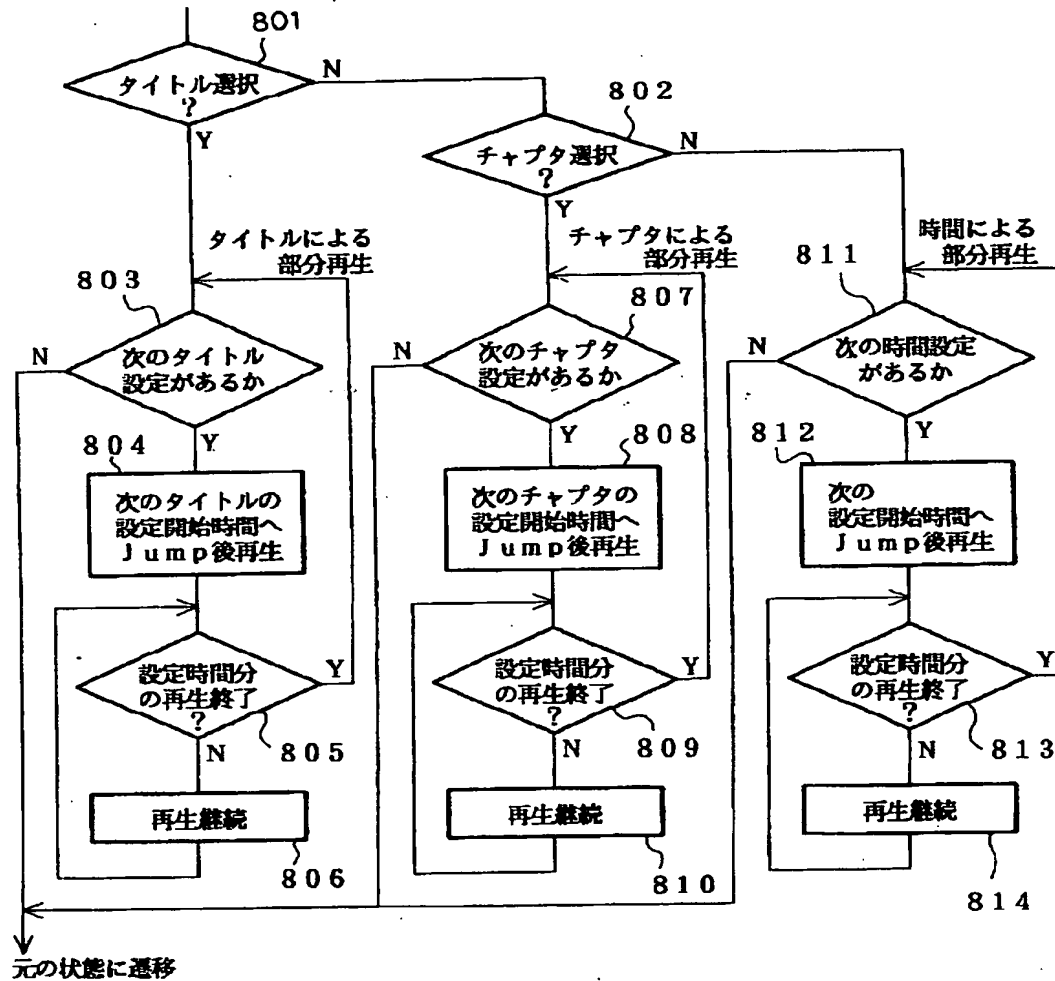 801
タイトル選択
?
N
Y
802
チャプタ選択
?
N
Y
タイトルによる
部分再生
チャプタによる
部分再生
時間による
部分再生
803
次のタイトル
設定があるか
N
Y
807
次のチャプタ
設定があるか
N
Y
811
次の時間設定
があるか
N
Y
804
次のタイトルの
設定開始時間へ
Jump後再生
808
次のチャプタの
設定開始時間へ
Jump後再生
812
次の
設定開始時間へ
Jump後再生
設定時間分
の再生終了
?
Y
N
805
設定時間分
の再生終了
?
Y
N
809
設定時間分
の再生終了
?
Y
N
813
再生継続
806
再生継続
810
再生継続
814
元の状態に遷移